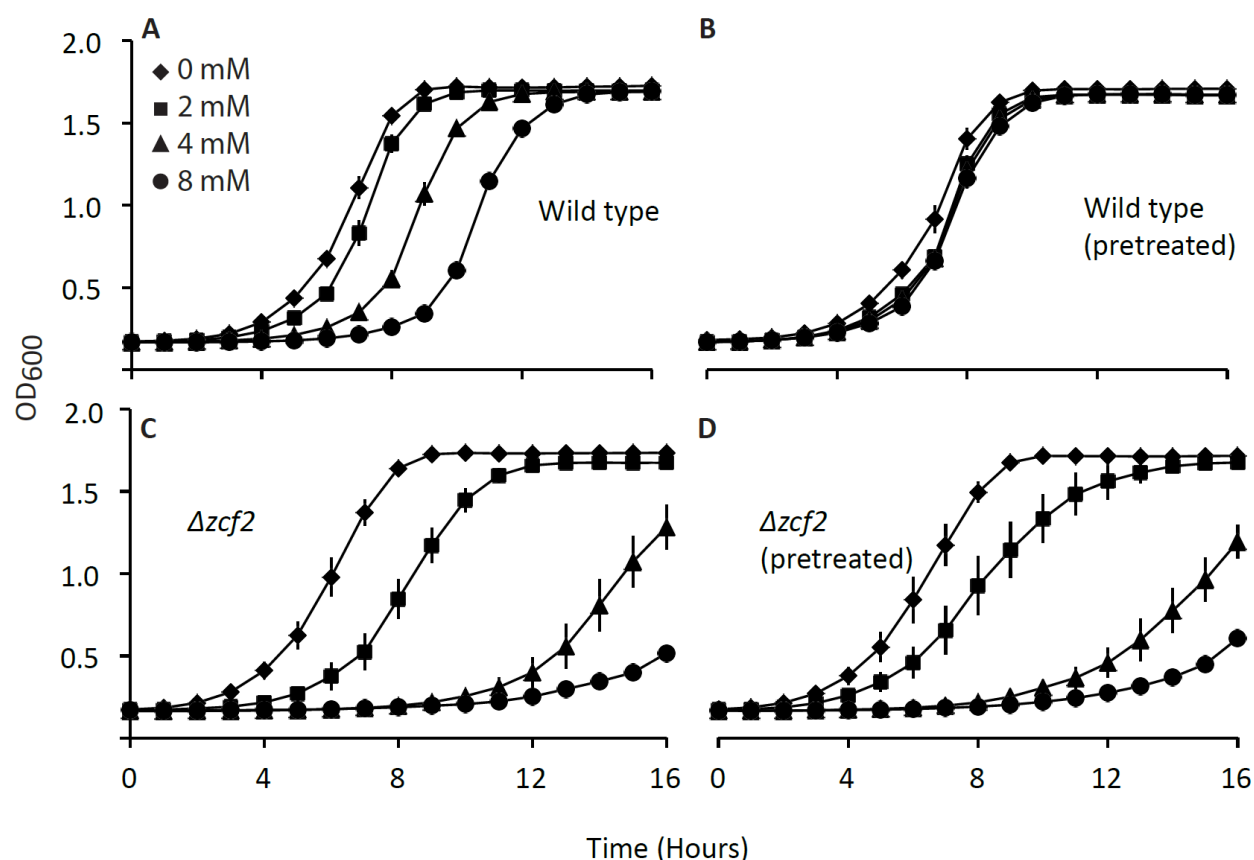 A
B
2.0
1.5
1.0
0.5
0 mM
2 mM
4 mM
8 mM
Wild type
Wild type
(pretreated)
OD600
C
D
2.0
1.5
1.0
0.5
Δzcf2
Δzcf2
(pretreated)
0 4 8 12 16
0 4 8 12 16
Time (Hours)